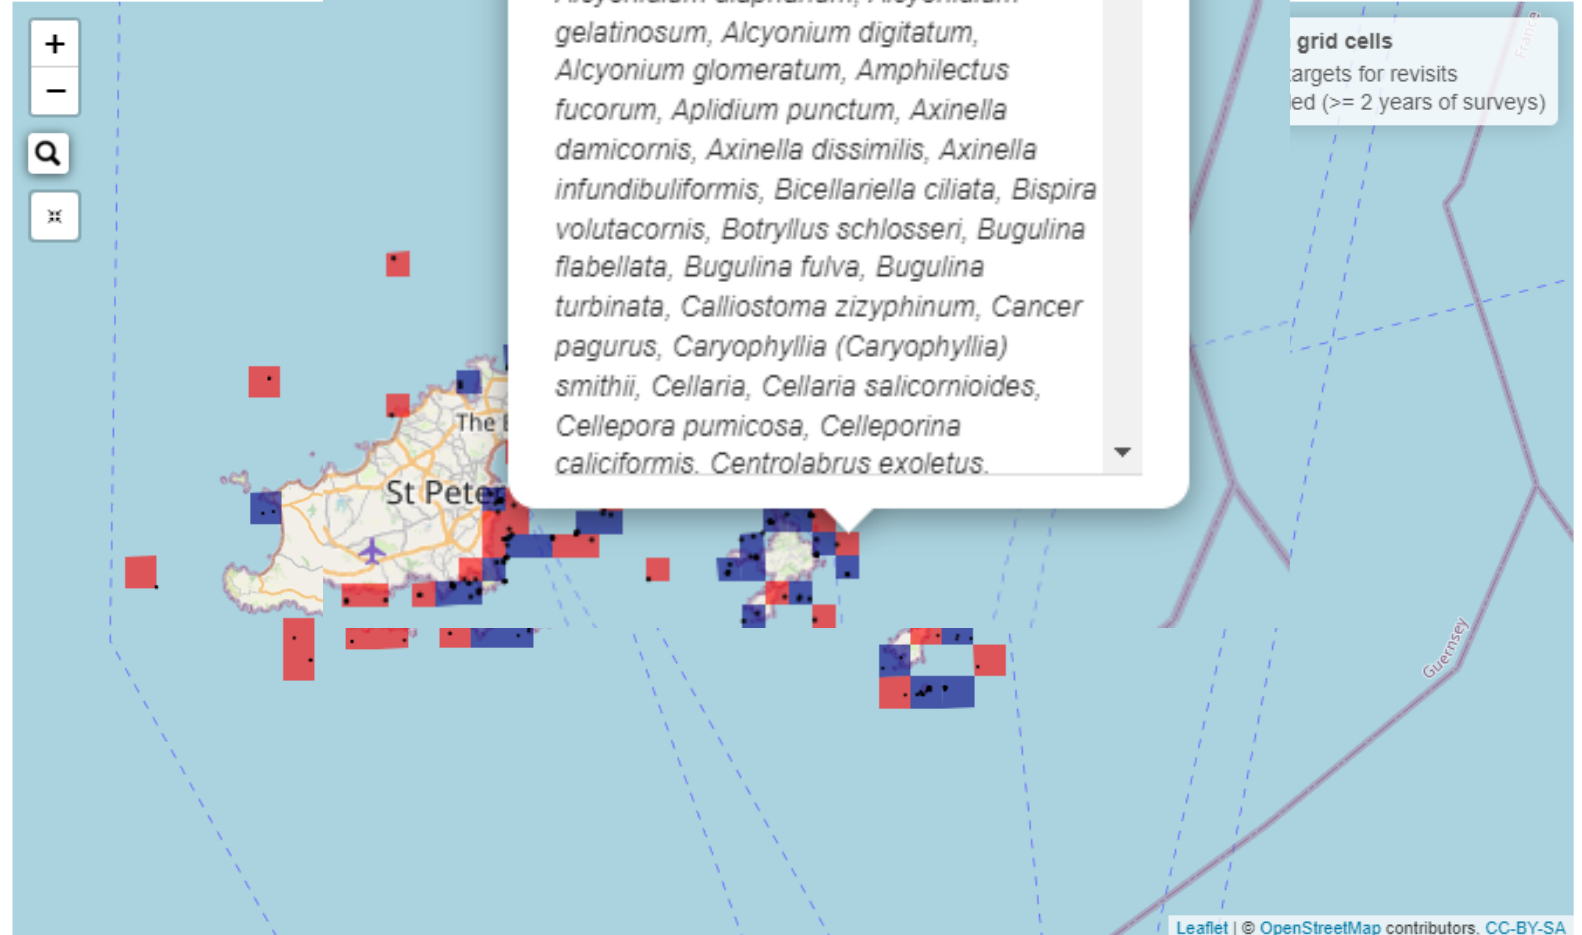 +
−
gelatinosum, Alcyonium digitatum,
Alcyonium glomeratum, Amphilectus
fucorum, Aplidium punctum, Axinella
damicornis, Axinella dissimilis, Axinella
infundibuliformis, Bicellariella ciliata, Bispira
volutacornis, Botryllus schlosseri, Bugulina
flabellata, Bugulina fulva, Bugulina
turbinata, Calliostoma zizyphinum, Cancer
pagurus, Caryophyllia (Caryophyllia)
smithii, Cellaria, Cellaria salicornioides,
Cellepora pumicosa, Celleporina
caliciformis, Centrolabrus exoletus,
grid cells
targets for revisits
(>= 2 years of surveys)
France
The
St Peter
Guernsey
Leaflet | © OpenStreetMap contributors, CC-BY-SA